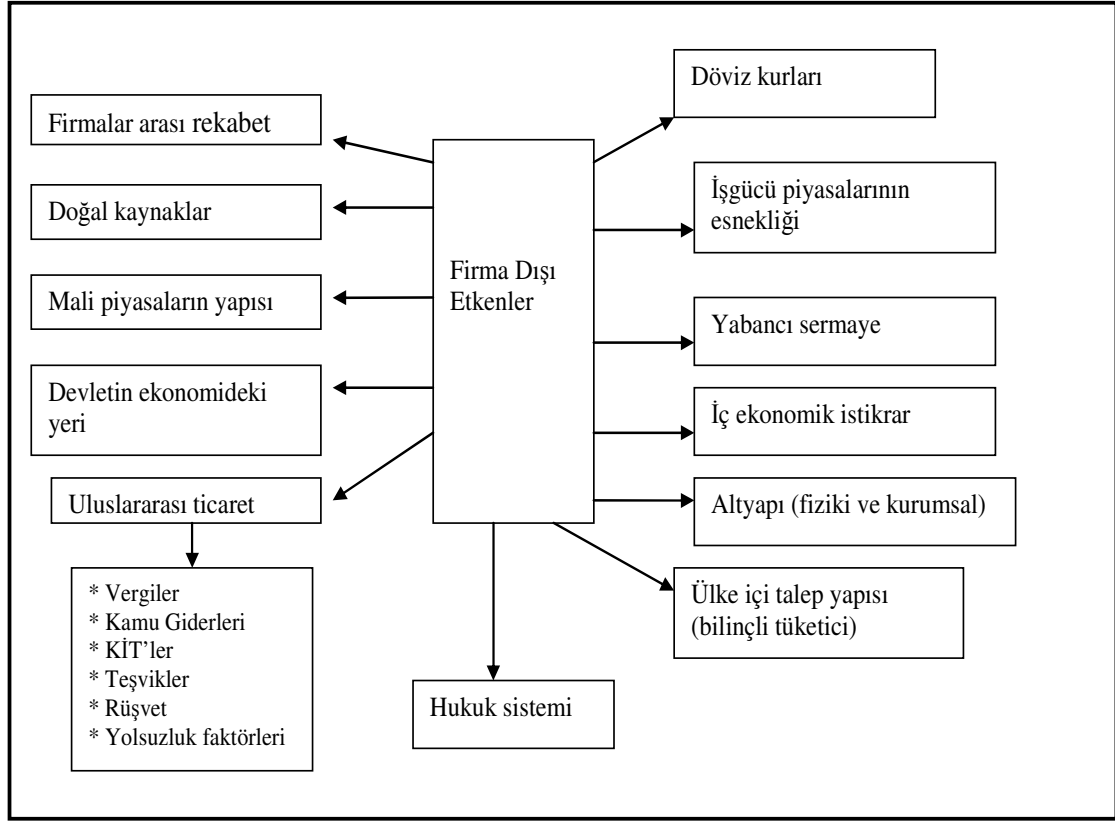 Firmalar arası rekabet
Doğal kaynaklar
Mali piyasaların yapısı
Devletin ekonomideki
yeri
Uluslararası ticaret
* Vergiler
* Kamu Giderleri
* KİT’ler
* Teşvikler
* Rüşvet
* Yolsuzluk faktörleri
Firma Dışı
Etkenler
Hukuk sistemi
Döviz kurları
İşgücü piyasalarının
esnekliği
Yabancı sermaye
İç ekonomik istikrar
Altyapı (fiziki ve kurumsal)
Ülke içi talep yapısı
(bilinçli tüketici)